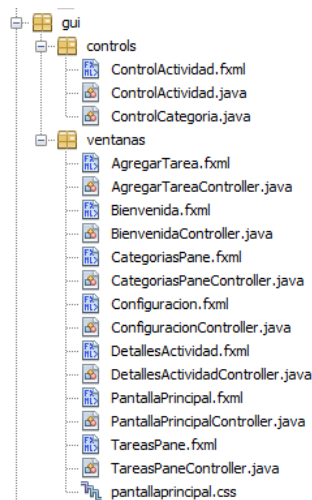 gui
controls
ControlActividad.fxml
ControlActividad.java
ControlCategoria.java
ventanas
AgregarTarea.fxml
AgregarTareaController.java
Bienvenida.fxml
BienvenidaController.java
CategoriasPane.fxml
CategoriasPaneController.java
Configuracion.fxml
ConfiguracionController.java
DetallesActividad.fxml
DetallesActividadController.java
PantallaPrincipal.fxml
PantallaPrincipalController.java
TareasPane.fxml
TareasPaneController.java
pantallaprincipal.css